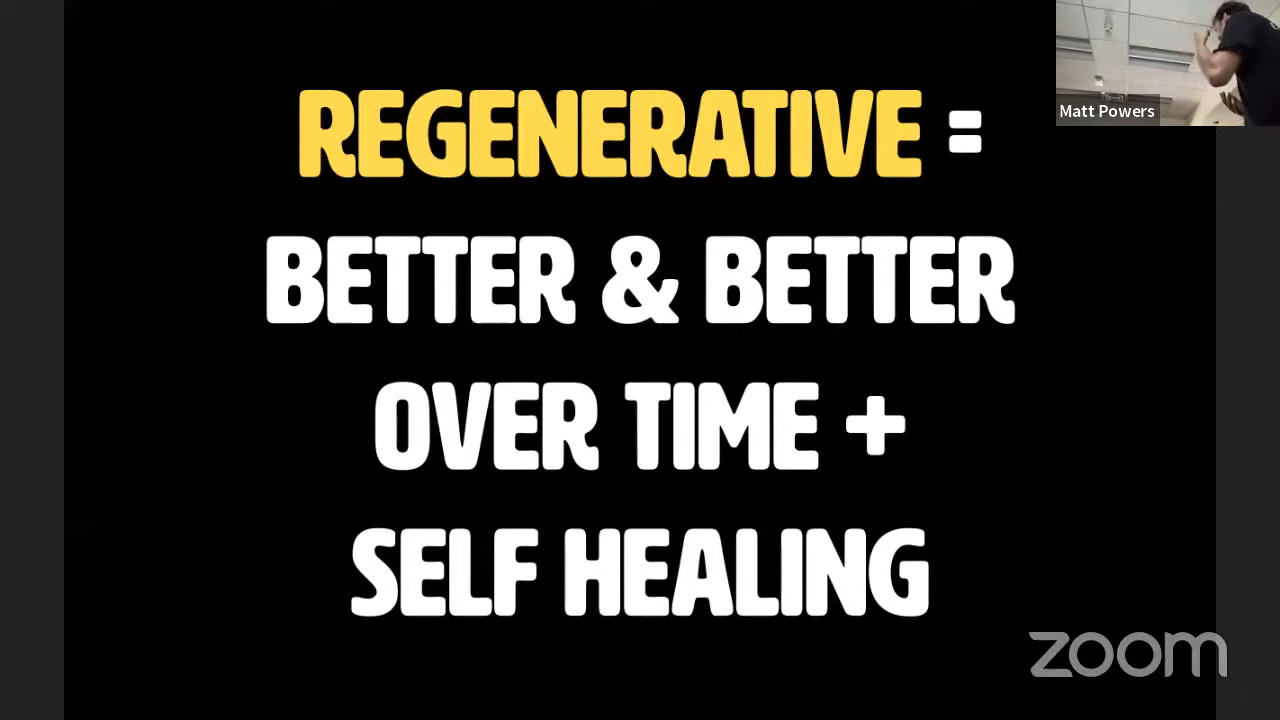 REGENERATIVE =
BETTER & BETTER
OVER TIME +
SELF HEALING
Matt Powers
zoom